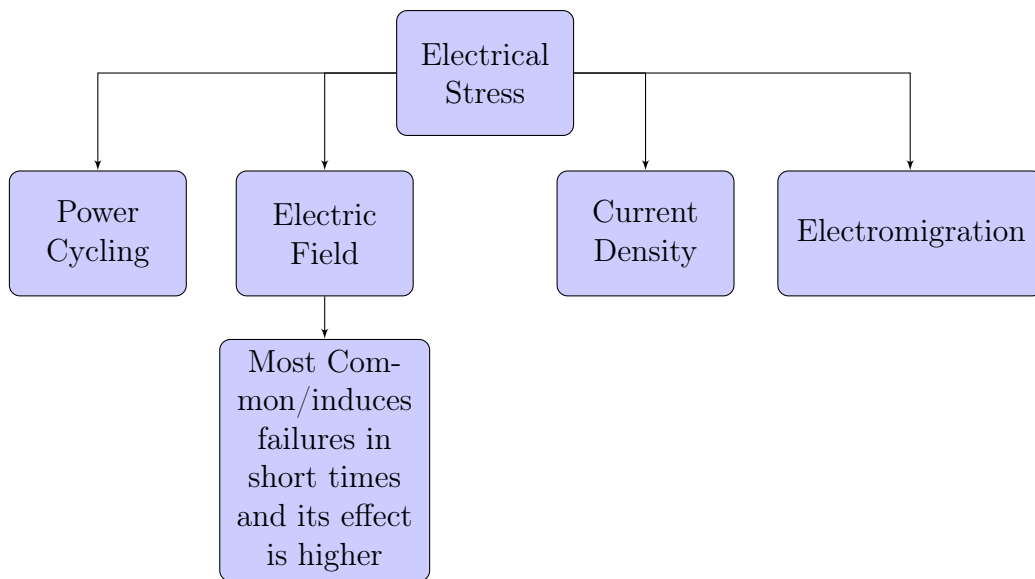 Electrical
Stress
Power
Cycling
Electric
Field
Current
Density
Electromigration
Most Com-
mon/induces
failures in
short times
and its effect
is higher